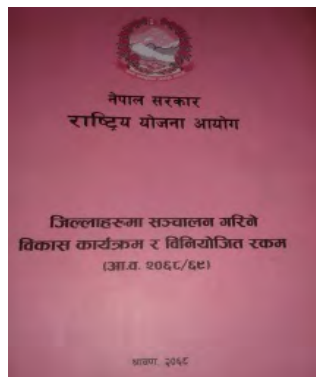 नेपाल सरकार
राष्ट्रिय योजना आयोग
जिल्लाहरुमा सञ्चालन गरिने
विकास कार्यक्रम र विनियोजित रकम
(आ.व. २०६८/६९)
श्रावण, २०६८